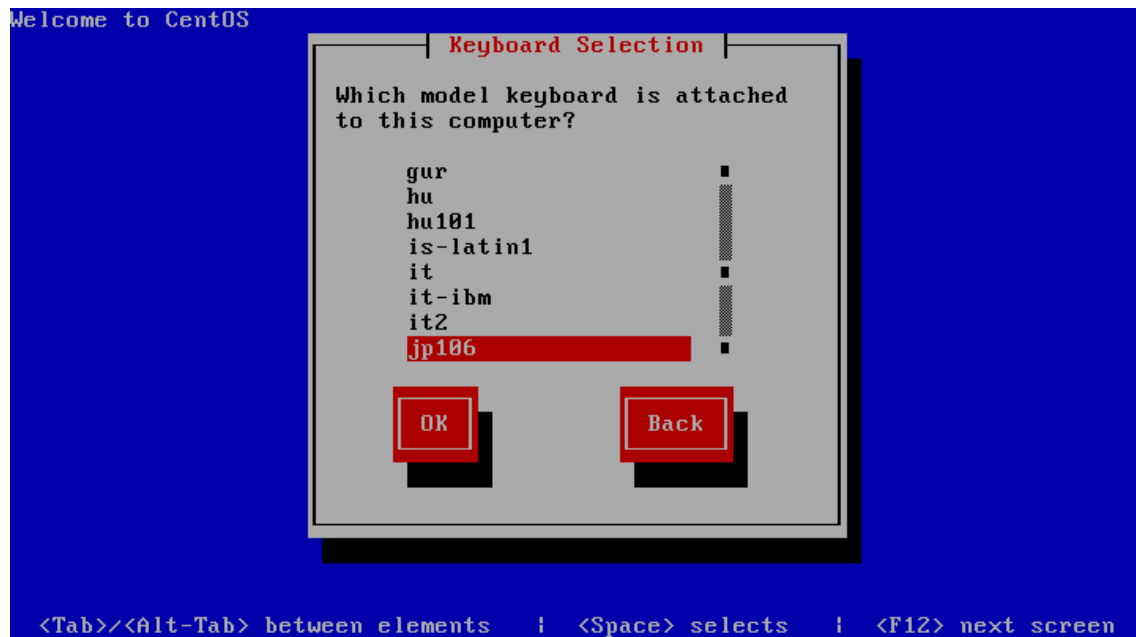 Welcome to CentOS
Keyboard Selection
Which model keyboard is attached
to this computer?
gur
hu
hu101
is-latin1
it
it-ibm
it2
jp106
OK
Back
<Tab>/<Alt-Tab> between elements | <Space> selects | <F12> next screen